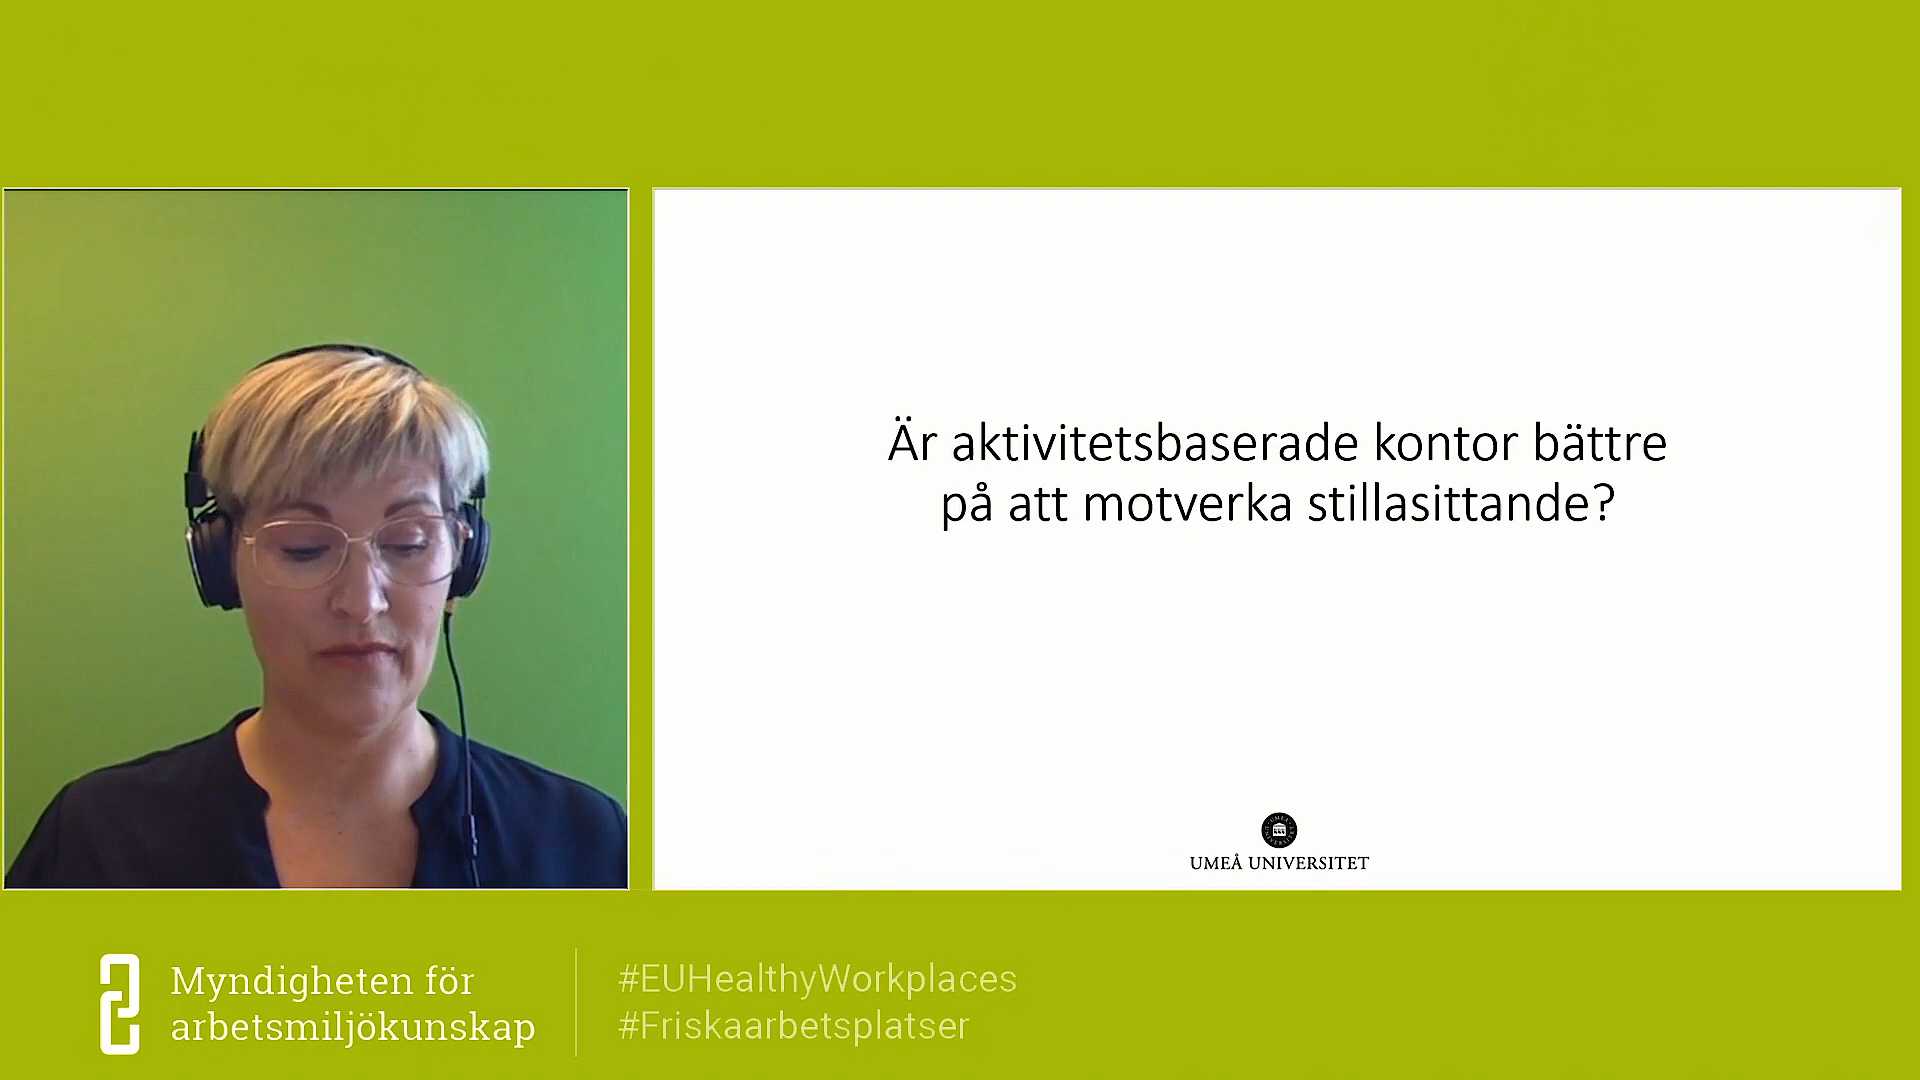 Är aktivitetsbaserade kontor bättre
på att motverka stillasittande?
UMEÅ UNIVERSITET
Myndigheten för
arbetsmiljökunskap
#EUHealthyWorkplaces
#Friskaarbetsplatser